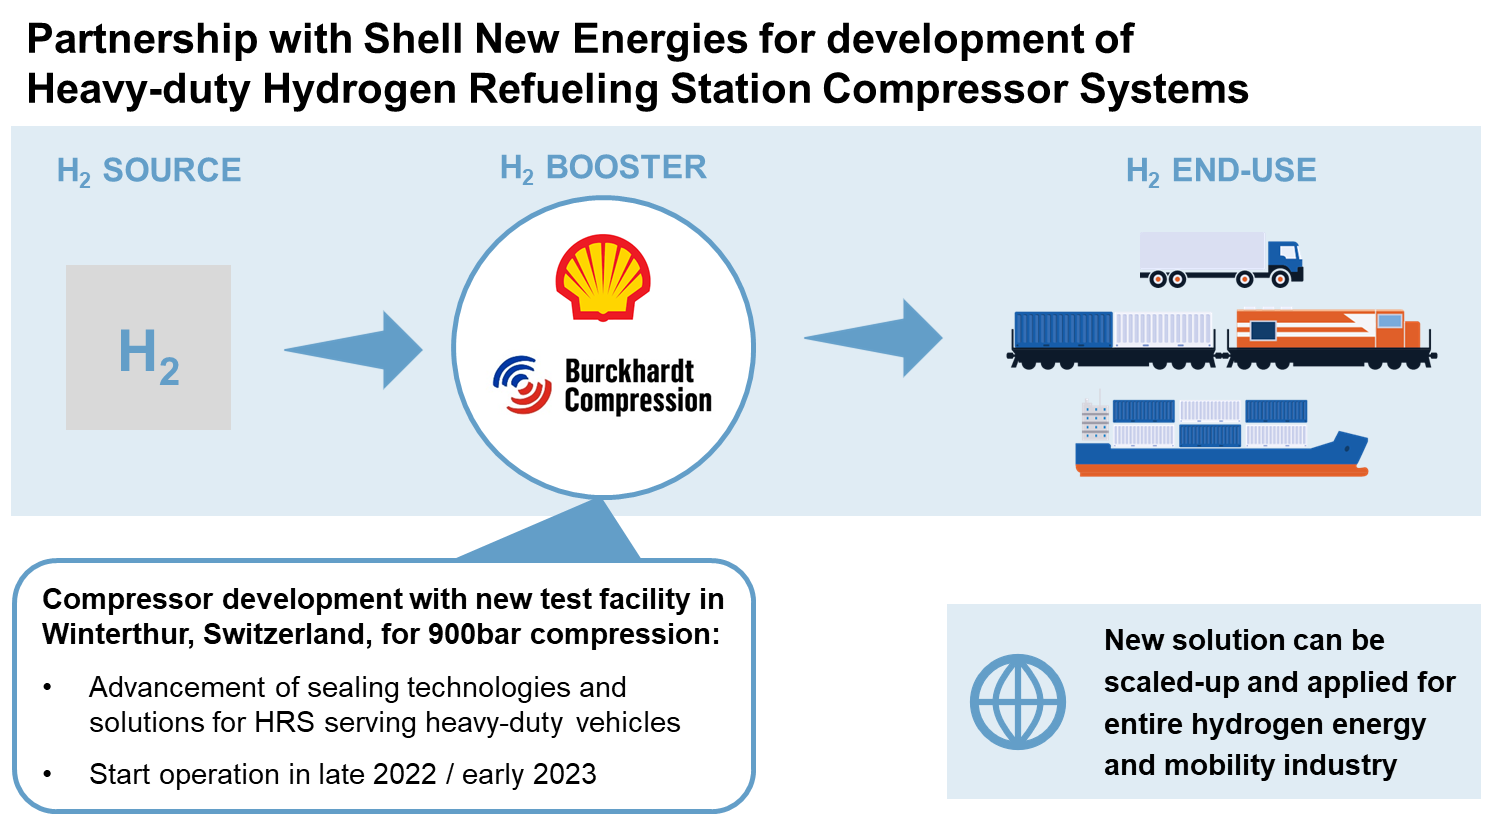 Partnership with Shell New Energies for development of
Heavy-duty Hydrogen Refueling Station Compressor Systems
H2 SOURCE
H2 BOOSTER
H2 END-USE
H2
Burckhardt
Compression
Compressor development with new test facility in
Winterthur, Switzerland, for 900bar compression:
• Advancement of sealing technologies and
solutions for HRS serving heavy-duty vehicles
• Start operation in late 2022 / early 2023
New solution can be
scaled-up and applied for
entire hydrogen energy
and mobility industry